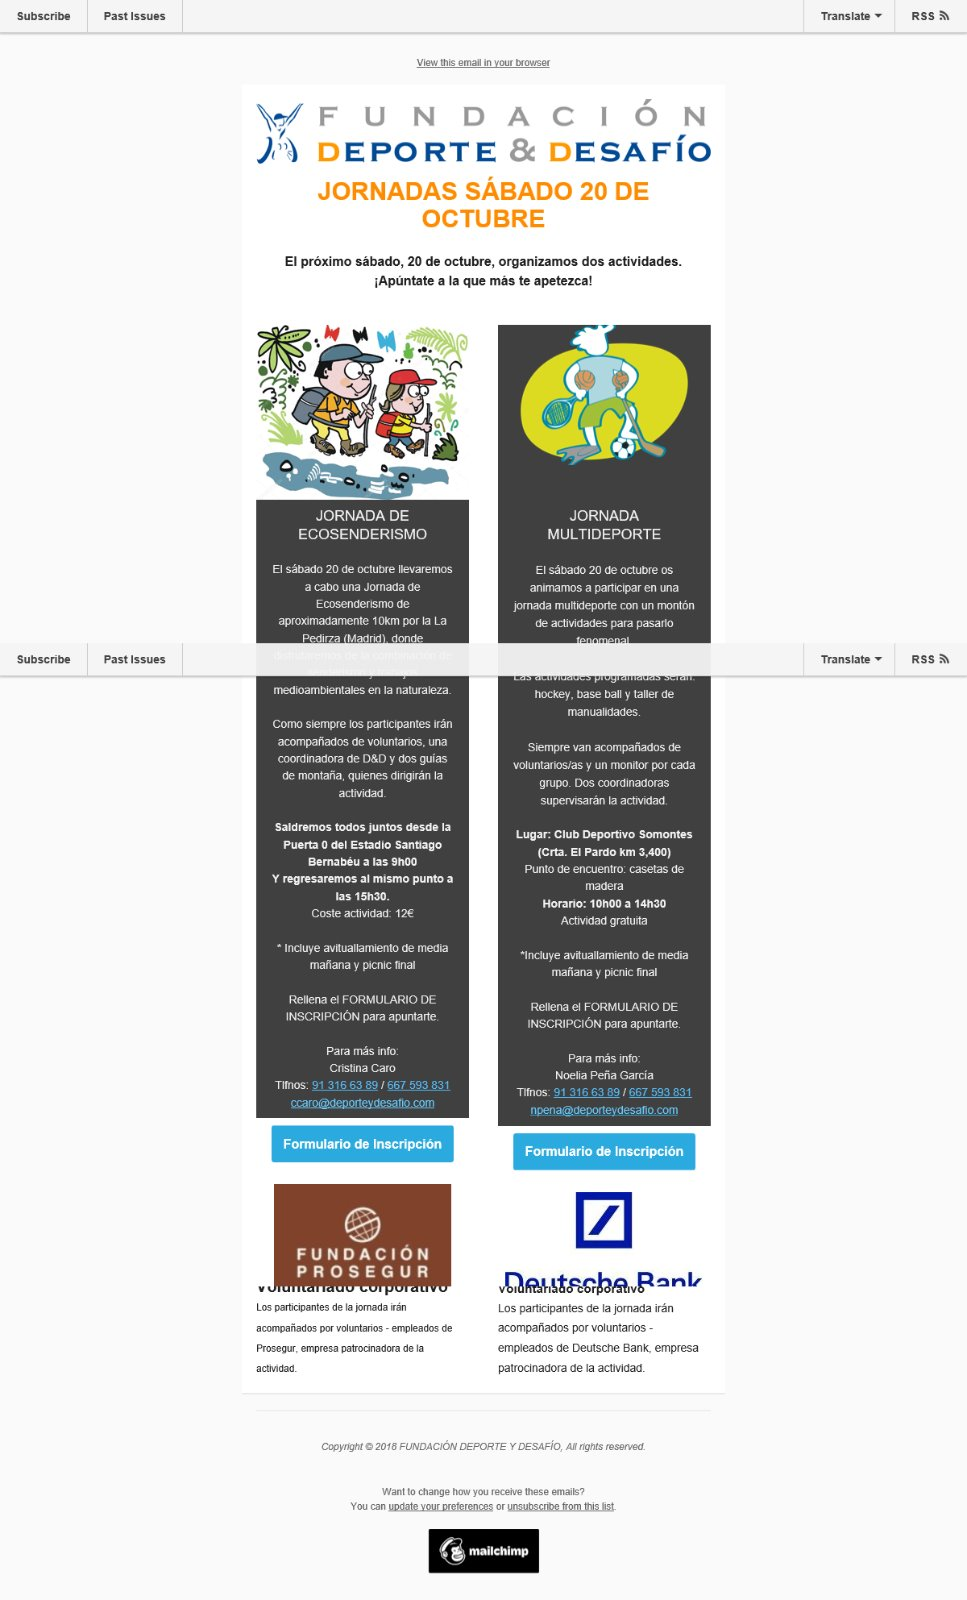 Subscribe
Past Issues
Translate
RSS
View this email in your browser
FUNDACIÓN
DEPORTE & DESAFÍO
JORNADAS SÁBADO 20 DE
OCTUBRE
El próximo sábado, 20 de octubre, organizamos dos actividades.
¡Apúntate a la que más te apetezca!
JORNADA DE
ECOSENDERISMO
El sábado 20 de octubre llevaremos
a cabo una Jornada de
Ecosenderismo de
aproximadamente 10km por la La
Pedirza (Madrid), donde
disfrutaremos de la combinación de
medioambientales en la naturaleza.
Como siempre los participantes irán
acompañados de voluntarios, una
coordinadora de D&D y dos guías
de montaña, quienes dirigirán la
actividad.
Saldremos todos juntos desde la
Puerta 0 del Estadio Santiago
Bernabéu a las 9h00
Y regresaremos al mismo punto a
las 15h30.
Coste actividad: 12€
* Incluye avituallamiento de media
mañana y picnic final
Rellena el FORMULARIO DE
INSCRIPCIÓN para apuntarte.
Para más info:
Cristina Caro
Tlfnos: 91 316 63 89 / 667 593 831
ccaro@deporteydesafio.com
Formulario de Inscripción
JORNADA
MULTIDEPORTE
El sábado 20 de octubre os
animamos a participar en una
jornada multideporte con un montón
de actividades para pasarlo
fenomenal.
Subscribe
Past Issues
Translate
RSS
Las actividades programadas serán:
hockey, base ball y taller de
manualidades.
Siempre van acompañados de
voluntarios/as y un monitor por cada
grupo. Dos coordinadoras
supervisarán la actividad.
Lugar: Club Deportivo Somontes
(Crta. El Pardo km 3,400)
Punto de encuentro: casetas de
madera
Horario: 10h00 a 14h30
Actividad gratuita
*Incluye avituallamiento de media
mañana y picnic final
Rellena el FORMULARIO DE
INSCRIPCIÓN para apuntarte.
Para más info:
Noelia Peña García
Tlfnos: 91 316 63 89 / 667 593 831
npena@deporteydesafio.com
Formulario de Inscripción
FUNDACIÓN
PROSEGUR
Voluntariado corporativo
Los participantes de la jornada irán
acompañados por voluntarios - empleados de
Prosegur, empresa patrocinadora de la
actividad.
Deutsche Bank
Voluntariado corporativo
Los participantes de la jornada irán
acompañados por voluntarios -
empleados de Deutsche Bank, empresa
patrocinadora de la actividad.
Copyright © 2018 FUNDACIÓN DEPORTE Y DESAFÍO, All rights reserved.
Want to change how you receive these emails?
You can update your preferences or unsubscribe from this list.
mailchimp